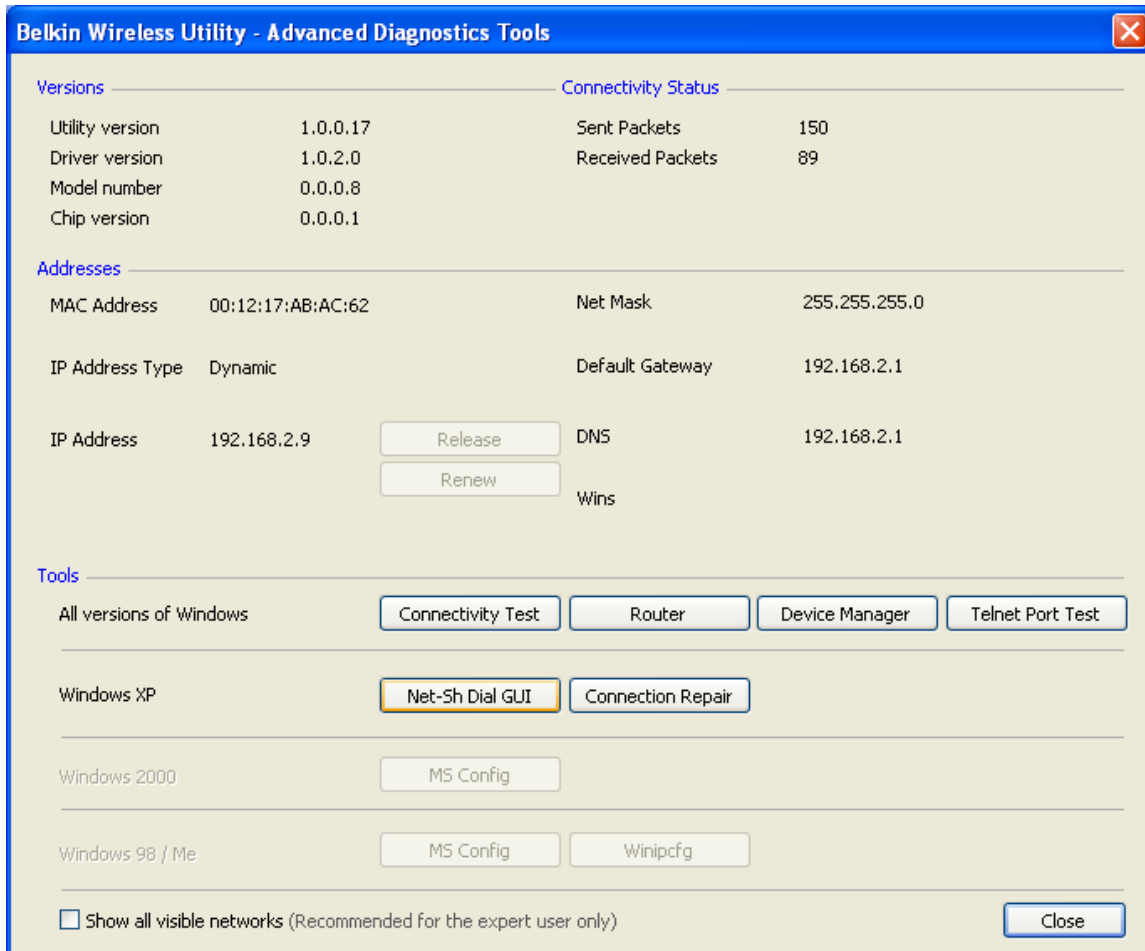 Belkin Wireless Utility - Advanced Diagnostics Tools
Versions
Utility version 1.0.0.17
Driver version 1.0.2.0
Model number 0.0.0.8
Chip version 0.0.0.1
Connectivity Status
Sent Packets 150
Received Packets 89
Addresses
MAC Address 00:12:17:AB:AC:62
IP Address Type Dynamic
IP Address 192.168.2.9 Release
Renew
Net Mask 255.255.255.0
Default Gateway 192.168.2.1
DNS 192.168.2.1
Wins
Tools
All versions of Windows Connectivity Test Router Device Manager Telnet Port Test
Windows XP Net-Sh Dial GUI Connection Repair
Windows 2000 MS Config
Windows 98 / Me MS Config Winipcfg
Show all visible networks (Recommended for the expert user only) Close